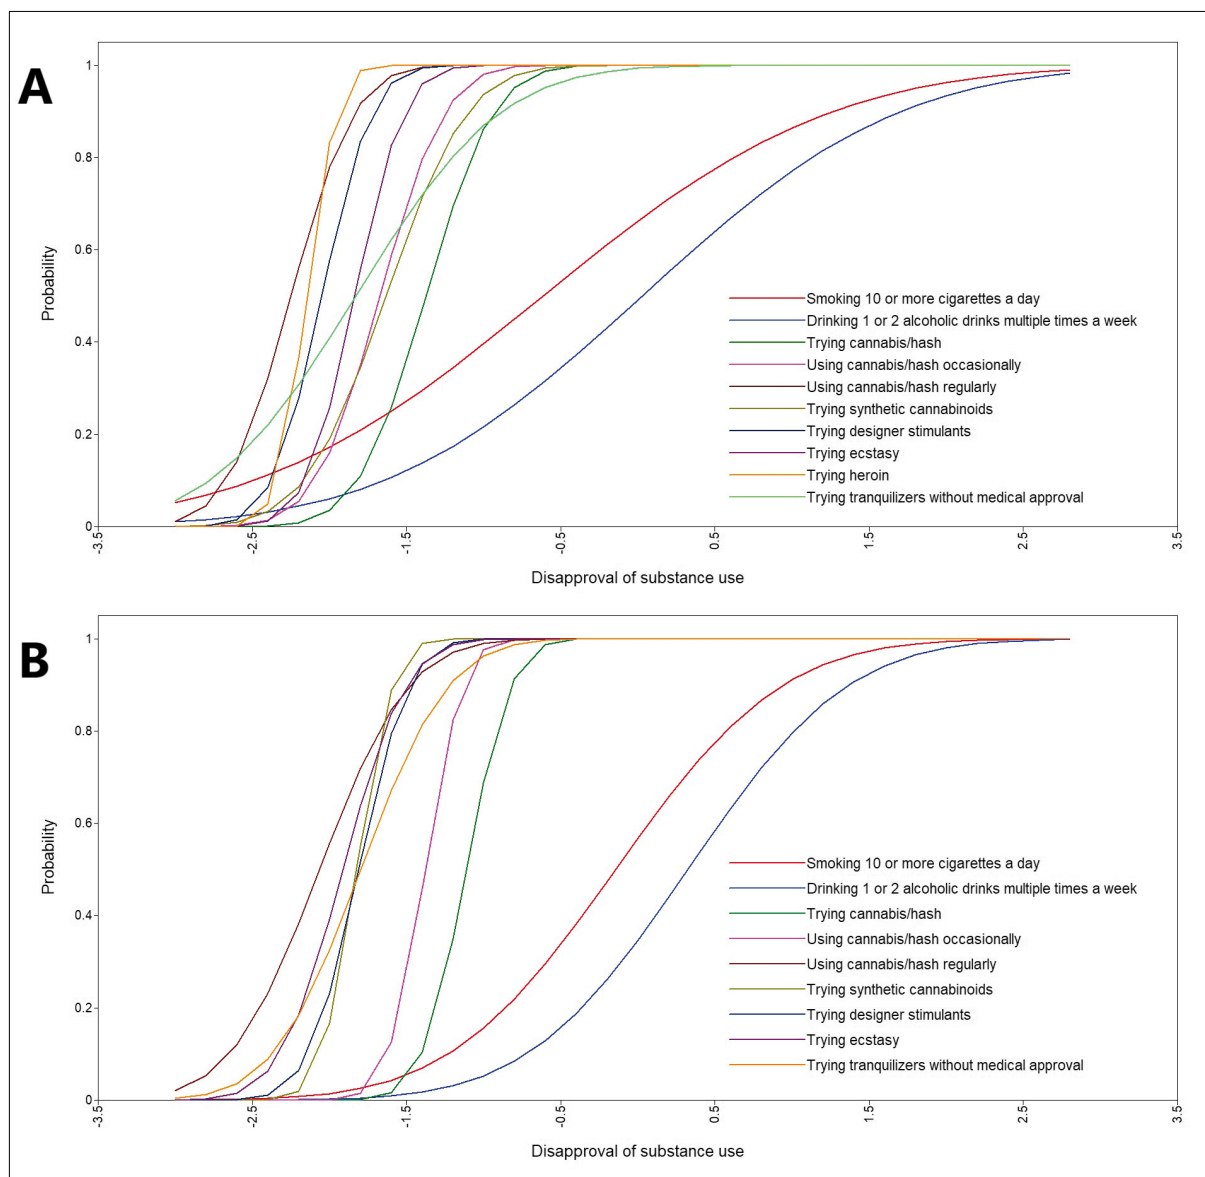 A
Probability
1
0.8
0.6
0.4
0.2
0
-3.5
-2.5
-1.5
-0.5
0.5
1.5
2.5
3.5
Disapproval of substance use
Smoking 10 or more cigarettes a day
Drinking 1 or 2 alcoholic drinks multiple times a week
Trying cannabis/hash
Using cannabis/hash occasionally
Using cannabis/hash regularly
Trying synthetic cannabinoids
Trying designer stimulants
Trying ecstasy
Trying heroin
Trying tranquilizers without medical approval
B
Probability
1
0.8
0.6
0.4
0.2
0
-3.5
-2.5
-1.5
-0.5
0.5
1.5
2.5
3.5
Disapproval of substance use
Smoking 10 or more cigarettes a day
Drinking 1 or 2 alcoholic drinks multiple times a week
Trying cannabis/hash
Using cannabis/hash occasionally
Using cannabis/hash regularly
Trying synthetic cannabinoids
Trying designer stimulants
Trying ecstasy
Trying tranquilizers without medical approval